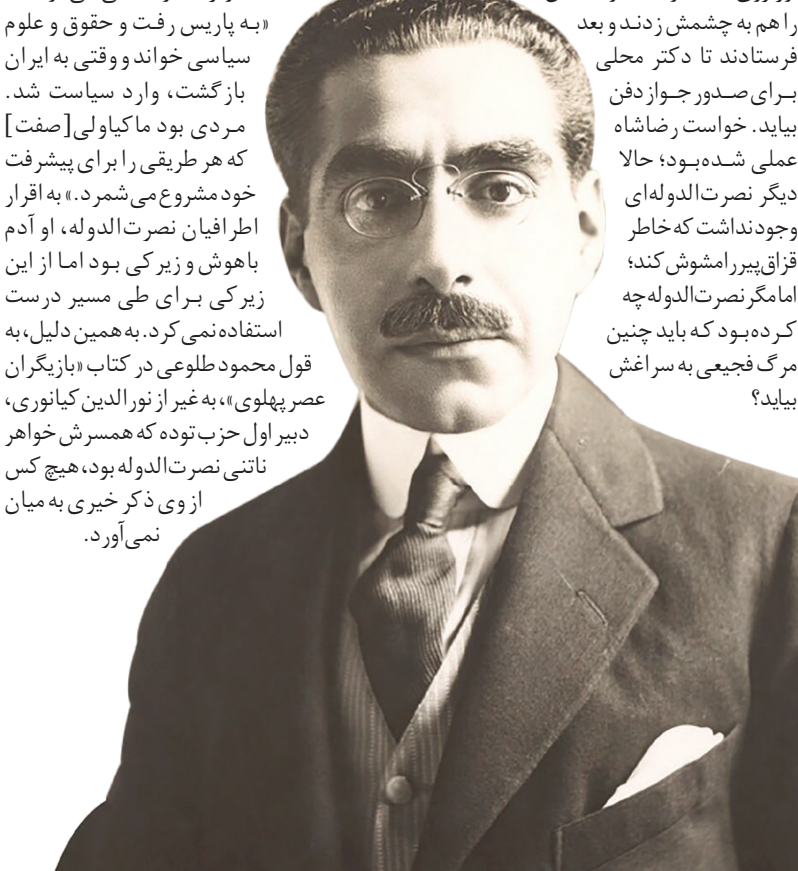 را هم به چشمش زدند و بعد
فرستادند تا دکتر محلی
برای صدور جواز دفن
بیاید. خواست رضاشاه
عملی شده‌بود؛ حالا
دیگر نصرت‌الدوله‌ای
وجودنداشت که خاطر
قزاق‌پیر را مشوش کند؛
اما مگر نصرت‌الدوله چه
کرده‌بود که باید چنین
مرگ فجیعی به سراغش
بیاید؟
«به پاریس رفت و حقوق و علوم
سیاسی خواند و وقتی به ایران
بازگشت، وارد سیاست شد.
مردی بود ماکیاولی[صفت]
که هر طریقی را برای پیشرفت
خود مشروع می‌شمرد.» به اقرار
اطرافیان نصرت‌الدوله، او آدم
باهوش و زیرکی بود اما از این
زیرکی برای طی مسیر درست
استفاده‌نمی‌کرد. به همین دلیل، به
قول محمود طلوعی در کتاب «بازیگران
عصر پهلوی»، به غیر از نورالدین کیانوری،
دبیر اول حزب توده که همسرش خواهر
ناتنی نصرت‌الدوله بود، هیچ کس
از وی ذکر خیری به میان
نمی‌آورد.